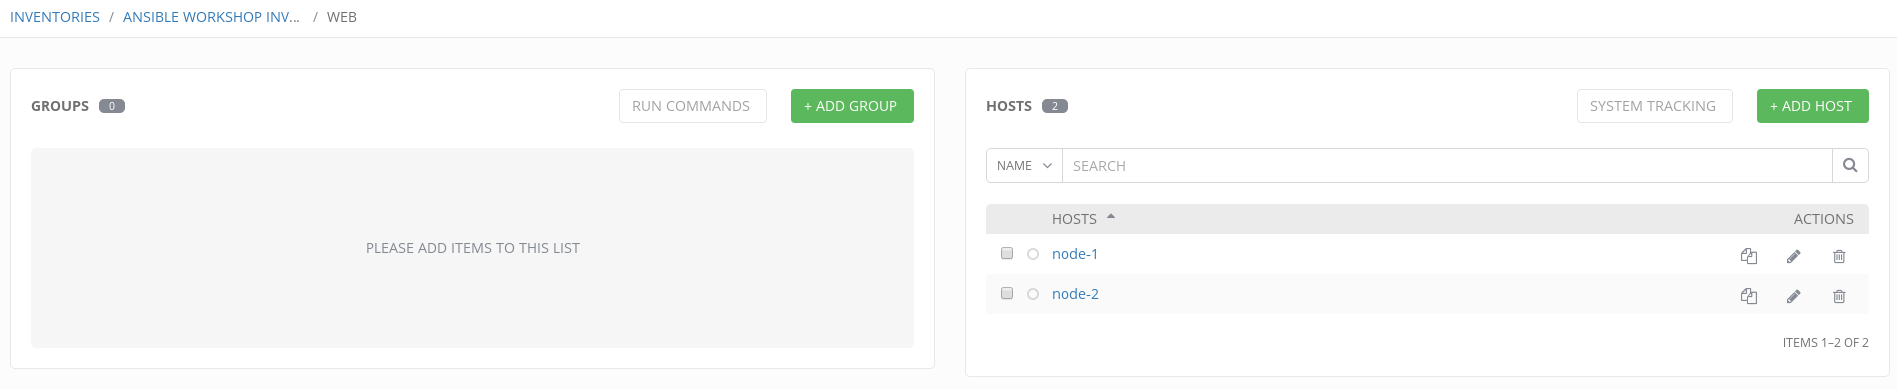 INVENTORIES / ANSIBLE WORKSHOP INV... / WEB
GROUPS 0
RUN COMMANDS
+ ADD GROUP
PLEASE ADD ITEMS TO THIS LIST
HOSTS 2
SYSTEM TRACKING
+ ADD HOST
NAME
SEARCH
HOSTS
ACTIONS
node-1
node-2
ITEMS 1–2 OF 2